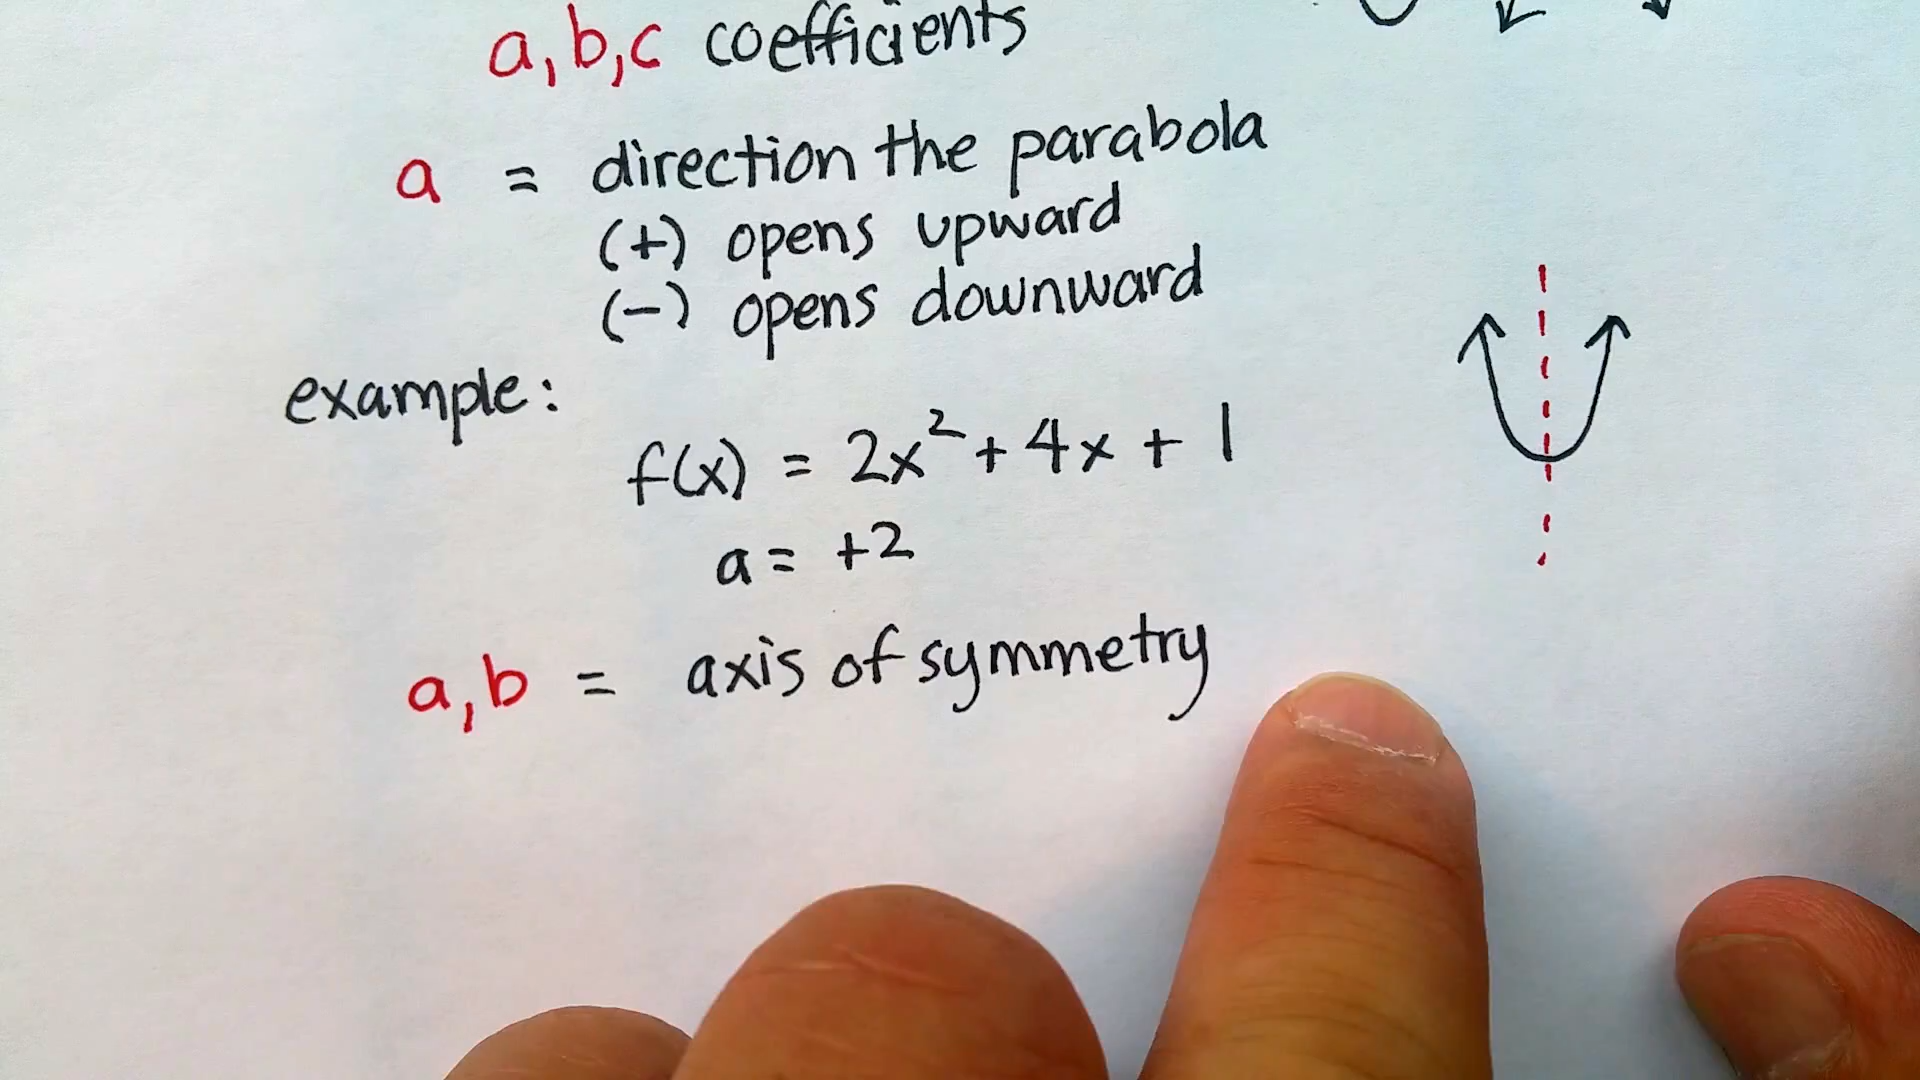 a, b, c coefficients
a = direction the parabola
(+) opens upward
(-) opens downward
example:
f(x) = 2x² + 4x + 1
a = +2
a, b = axis of symmetry